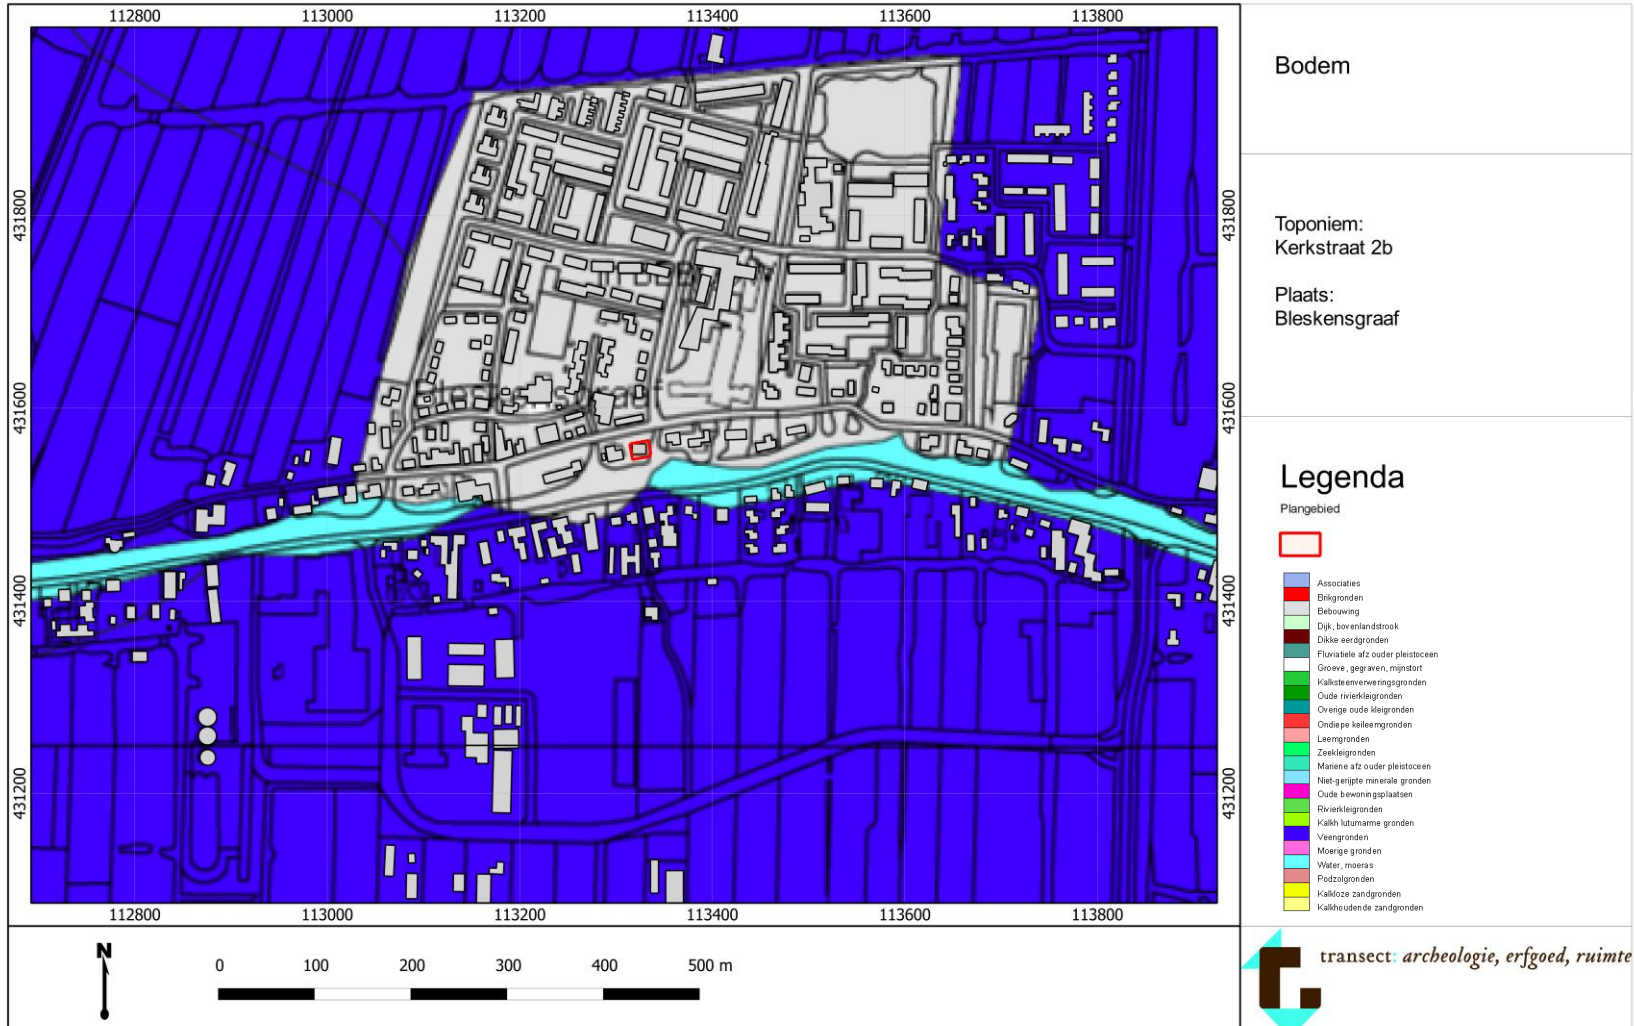 112800 113000 113200 113400 113600 113800
431800 431800
431600 431600
431400 431400
431200 431200
112800 113000 113200 113400 113600 113800
N
0 100 200 300 400 500 m
Bodem
Toponiem:
Kerkstraat 2b
Plaats:
Bleskensgraaf
Legenda
Plangebied
Associaties
Brikgronden
Bebouwing
Dijk, bovenlandstrook
Dikke eerdgronden
Fluviatiele afz ouder pleistoceen
Groeve, gegraven, mijnstort
Kalksteenverweringsgronden
Oude rivierkleigronden
Overige oude kleigronden
Ondiepe keileemgronden
Leemgronden
Zeekleigronden
Mariene afz ouder pleistoceen
Niet-gerijpte minerale gronden
Oude bewoningsplaatsen
Rivierkleigronden
Kalkh lutumarme gronden
Veengronden
Moerige gronden
Water, moeras
Podzolgronden
Kalkloze zandgronden
Kalkhoudende zandgronden
transect: archeologie, erfgoed, ruimte